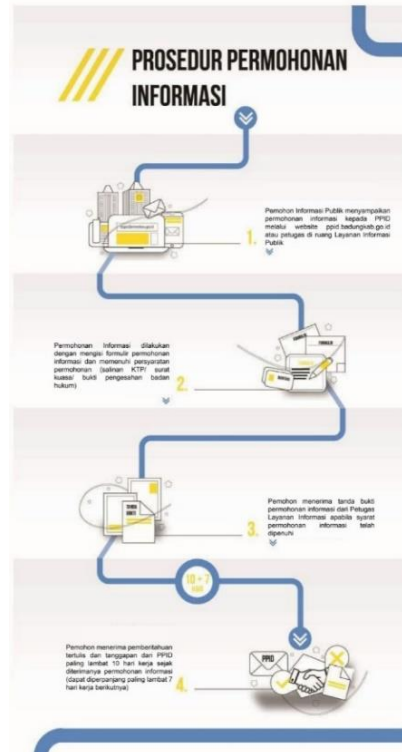 PROSEDUR PERMOHONAN
INFORMASI
Pemohon Informasi Publik menyampaikan
permohonan informasi kepada PPID
melalui website ppid.badungkab.go.id
atau petugas di ruang Layanan Informasi
Publik
1.
Permohonan Informasi dilakukan
dengan mengisi formulir permohonan
informasi dan memenuhi persyaratan
permohonan (salinan KTP/ surat
kuasa/ bukti pengesahan badan
hukum)
2.
FORMULIR
TANDA
BUKTI
Pemohon menerima tanda bukti
permohonan informasi dari Petugas
Layanan Informasi apabila syarat
permohonan informasi telah
dipenuhi
3.
10 + 7
HARI
Pemohon menerima pemberitahuan
tertulis dan tanggapan dari PPID
paling lambat 10 hari kerja sejak
diterimanya permohonan informasi
(dapat diperpanjang paling lambat 7
hari kerja berikutnya)
4.
PPID